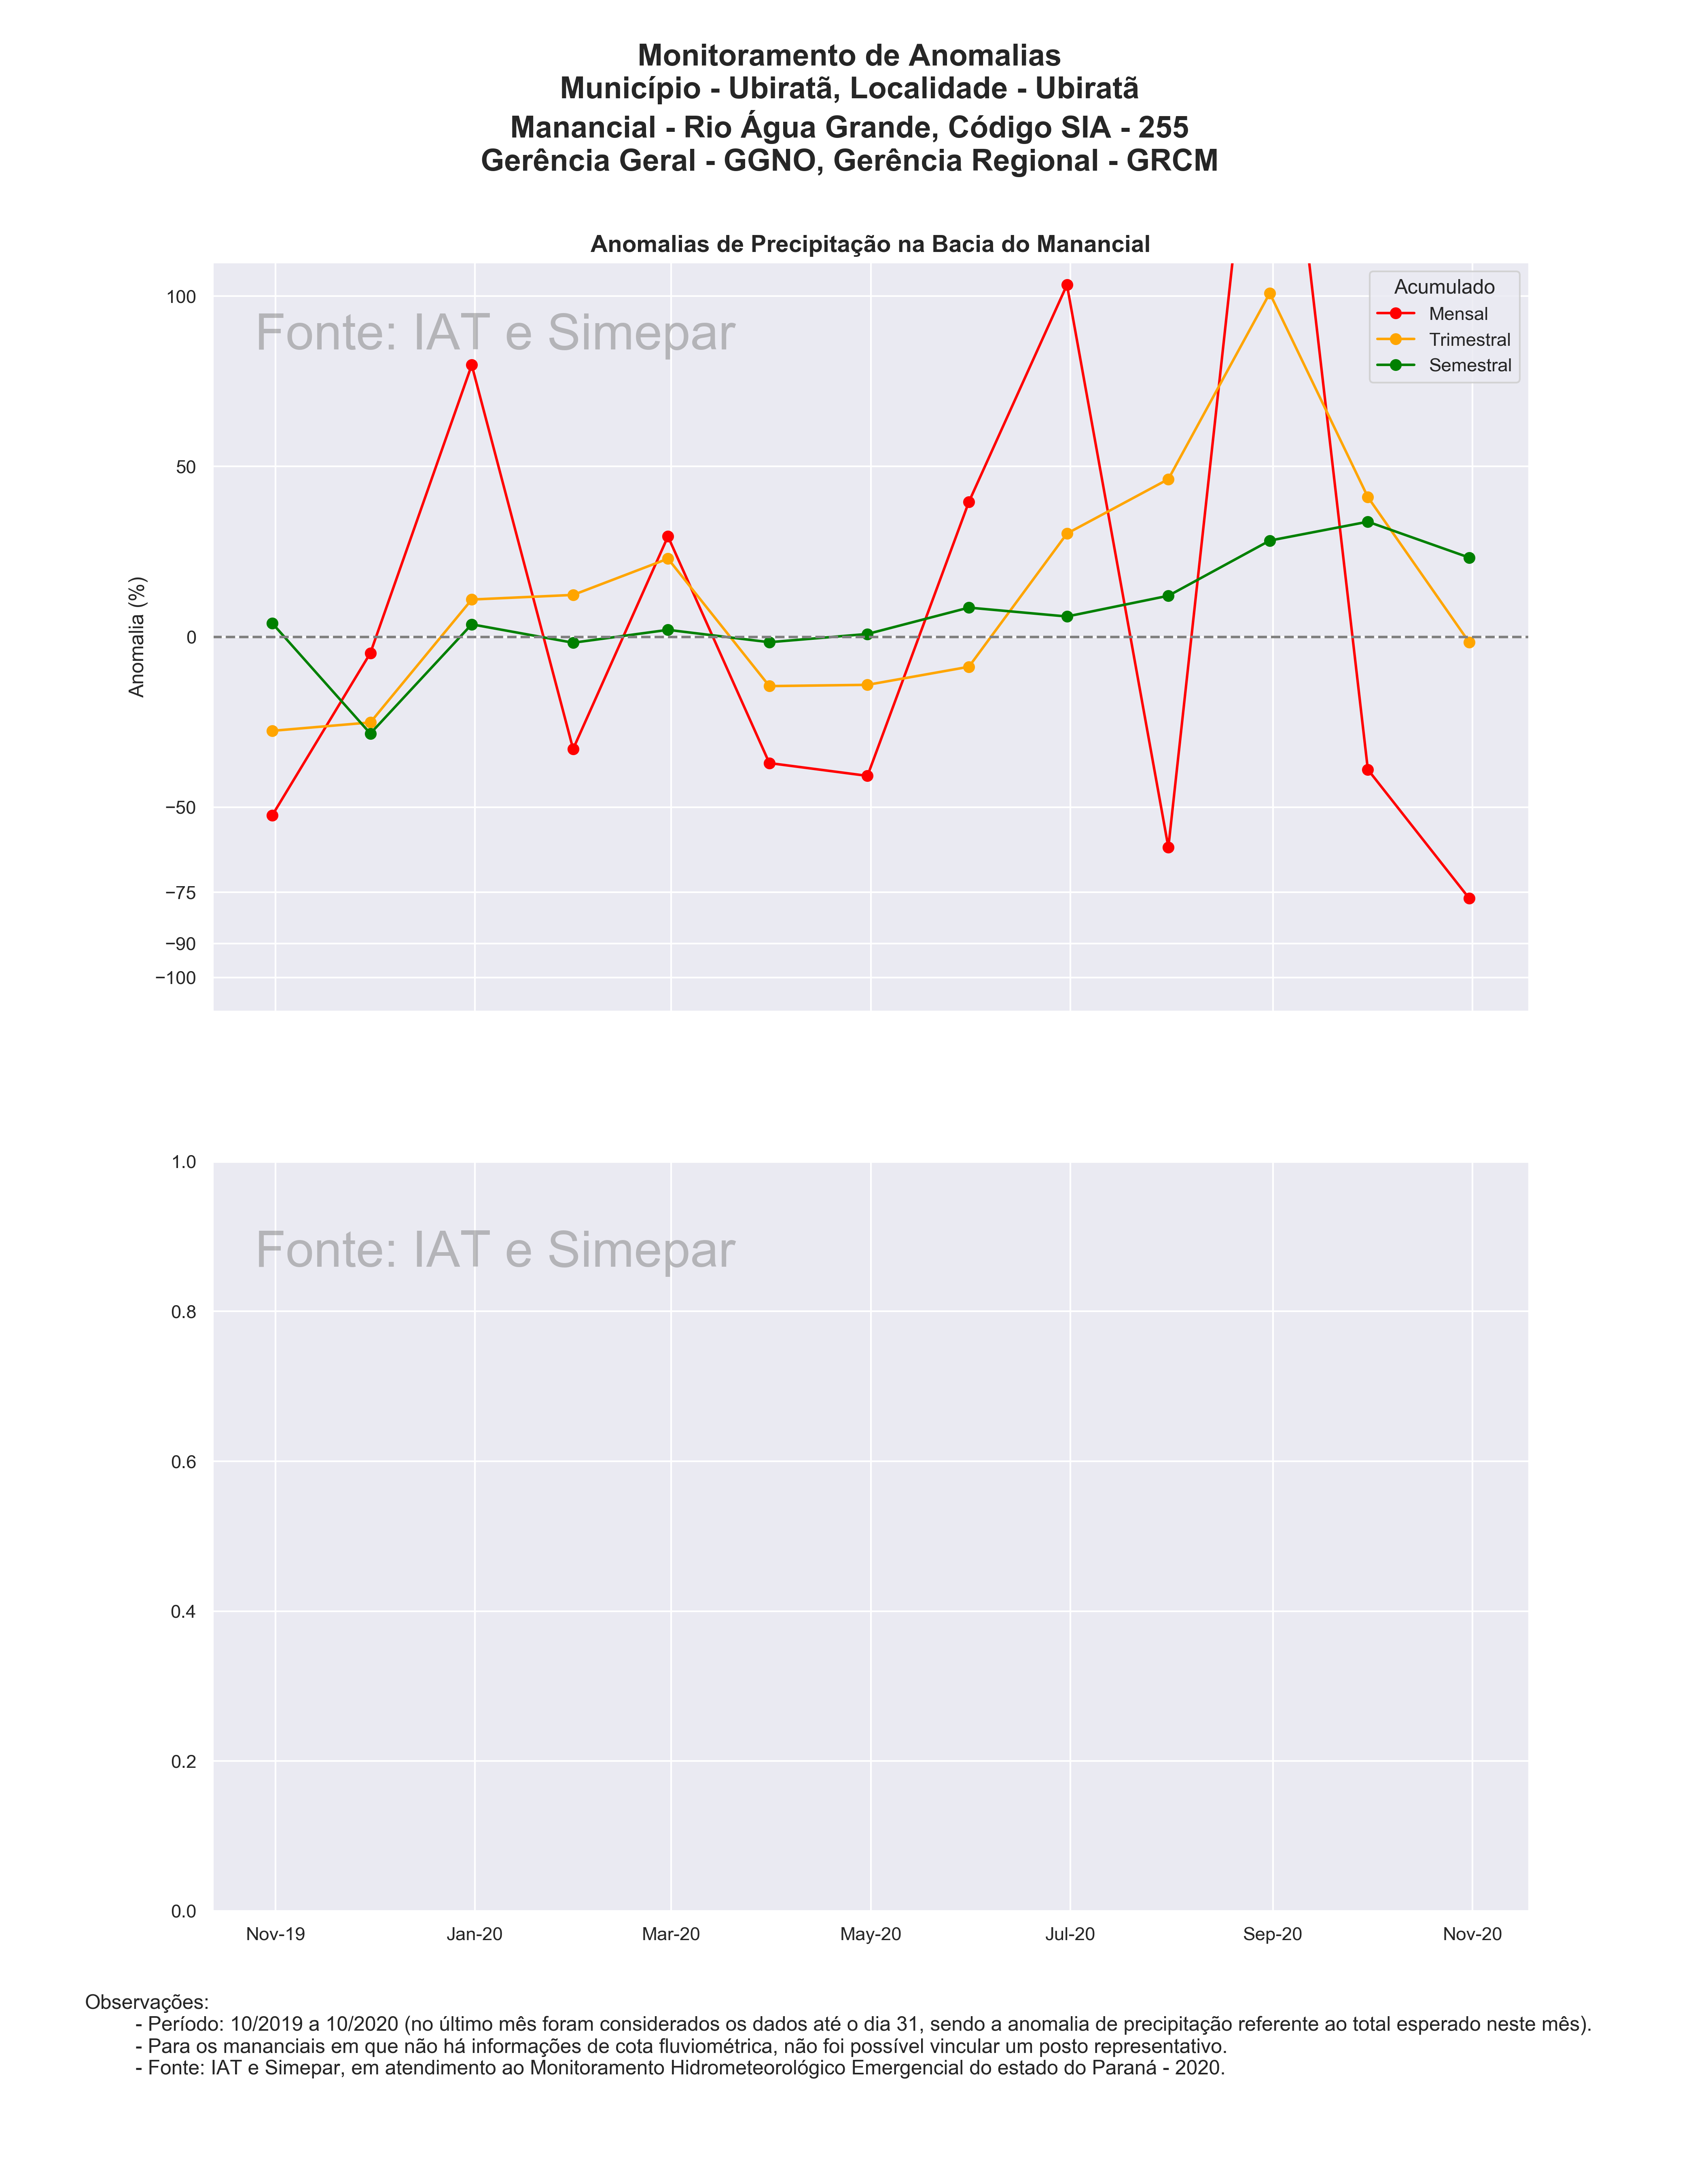 Monitoramento de Anomalias
Município - Ubiratã, Localidade - Ubiratã
Manancial - Rio Água Grande, Código SIA - 255
Gerência Geral - GGNO, Gerência Regional - GRCM
Anomalias de Precipitação na Bacia do Manancial
Fonte: IAT e Simepar
Acumulado
Mensal
Trimestral
Semestral
Anomalia (%)
100
50
0
−50
−75
−90
−100
Fonte: IAT e Simepar
1.0
0.8
0.6
0.4
0.2
0.0
Nov-19 Jan-20 Mar-20 May-20 Jul-20 Sep-20 Nov-20
Observações:
- Período: 10/2019 a 10/2020 (no último mês foram considerados os dados até o dia 31, sendo a anomalia de precipitação referente ao total esperado neste mês).
- Para os mananciais em que não há informações de cota fluviométrica, não foi possível vincular um posto representativo.
- Fonte: IAT e Simepar, em atendimento ao Monitoramento Hidrometeorológico Emergencial do estado do Paraná - 2020.